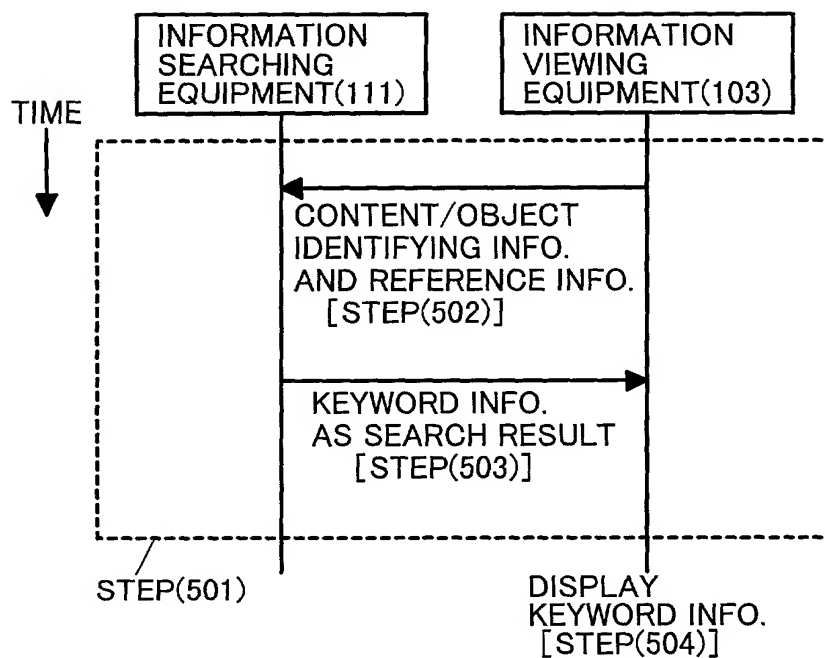 INFORMATION
SEARCHING
EQUIPMENT(111)
INFORMATION
VIEWING
EQUIPMENT(103)
TIME
CONTENT/OBJECT
IDENTIFYING INFO.
AND REFERENCE INFO.
[STEP(502)]
KEYWORD INFO.
AS SEARCH RESULT
[STEP(503)]
STEP(501)
DISPLAY
KEYWORD INFO.
[STEP(504)]